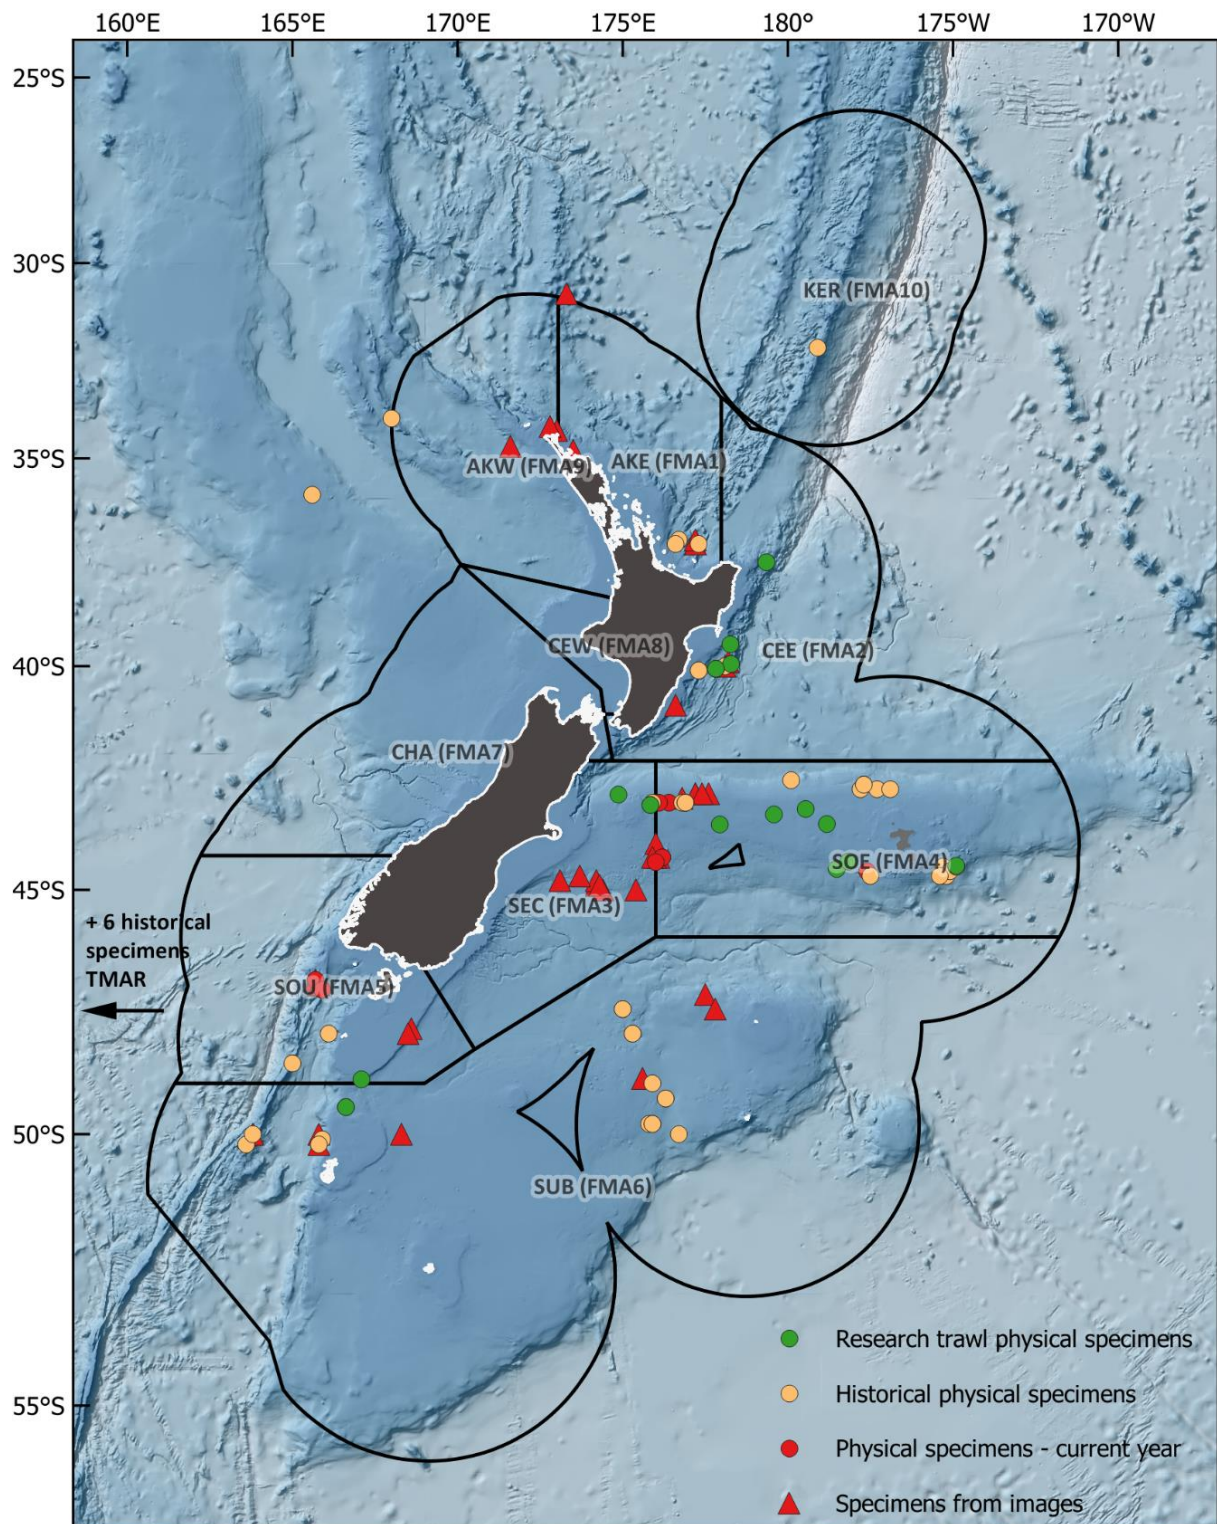 160°E 165°E 170°E 175°E 180° 175°W 170°W
25°S
30°S
KER (FMA10)
35°S
AKW (FMA9)
AKE (FMA1)
CEW (FMA8)
CEE (FMA2)
40°S
CHA (FMA7)
SOE (FMA4)
45°S
SEC (FMA3)
+ 6 historical
specimens
TMAR
SOU (FMA5)
50°S
SUB (FMA6)
55°S
Research trawl physical specimens
Historical physical specimens
Physical specimens - current year
Specimens from images